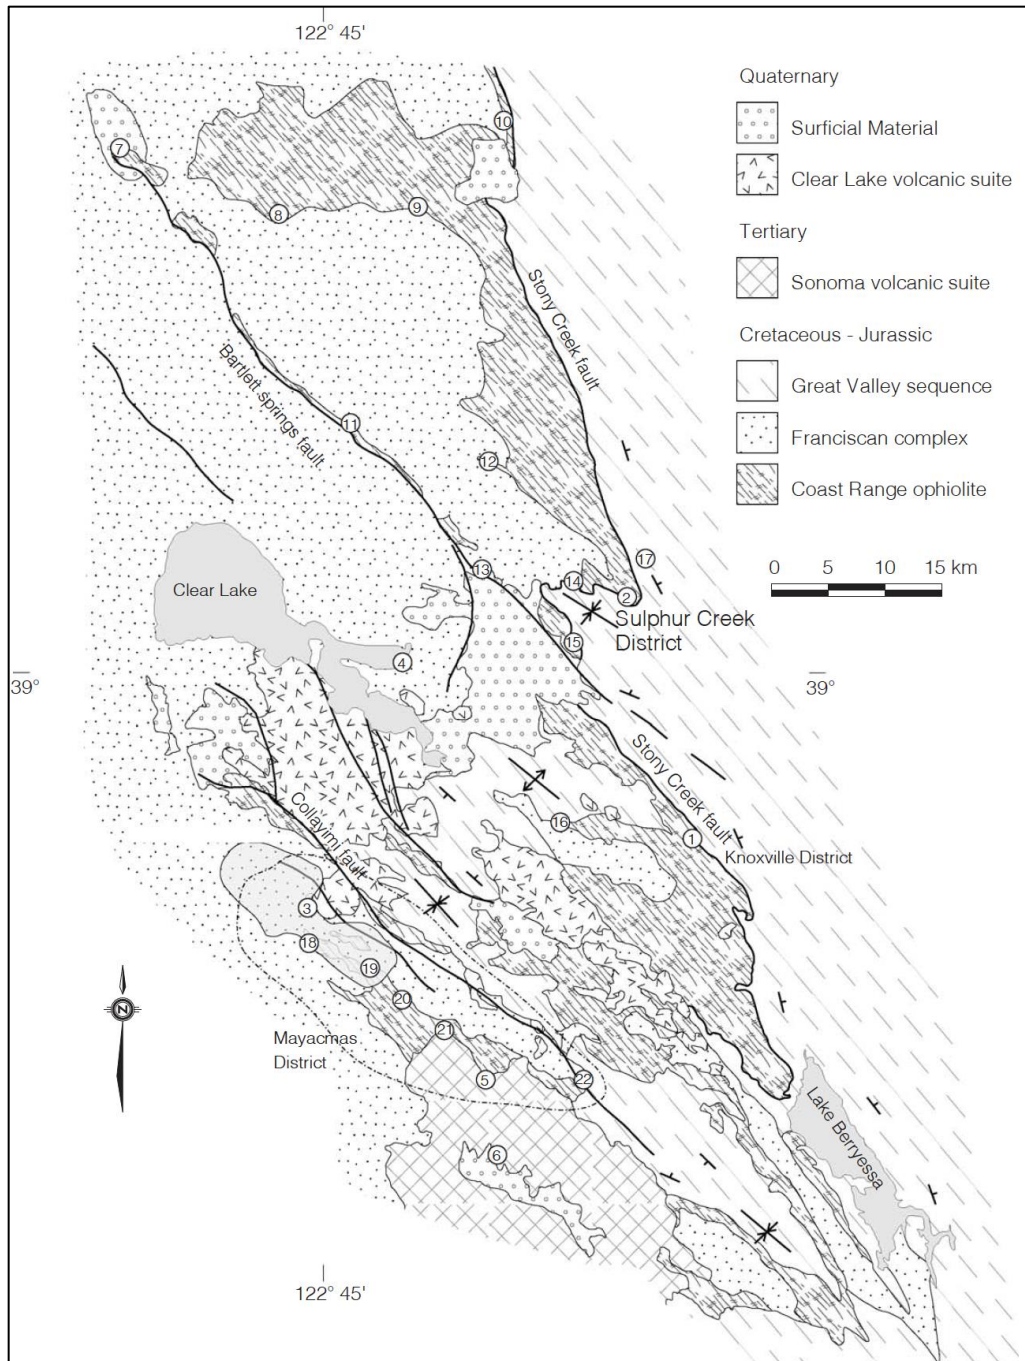 122° 45'
Quaternary
Surficial Material
Clear Lake volcanic suite
Tertiary
Sonoma volcanic suite
Cretaceous - Jurassic
Great Valley sequence
Franciscan complex
Coast Range ophiolite
0 5 10 15 km
10
7
8
9
Stony Creek fault
Bartlett springs fault
11
12
13
14
17
2
Sulphur Creek
District
15
Clear Lake
4
39°
39°
Stony Creek fault
16
1
Knoxville District
Collayimi fault
3
18
19
20
21
Mayacmas
District
5
22
6
N
Lake Berryessa
122° 45'